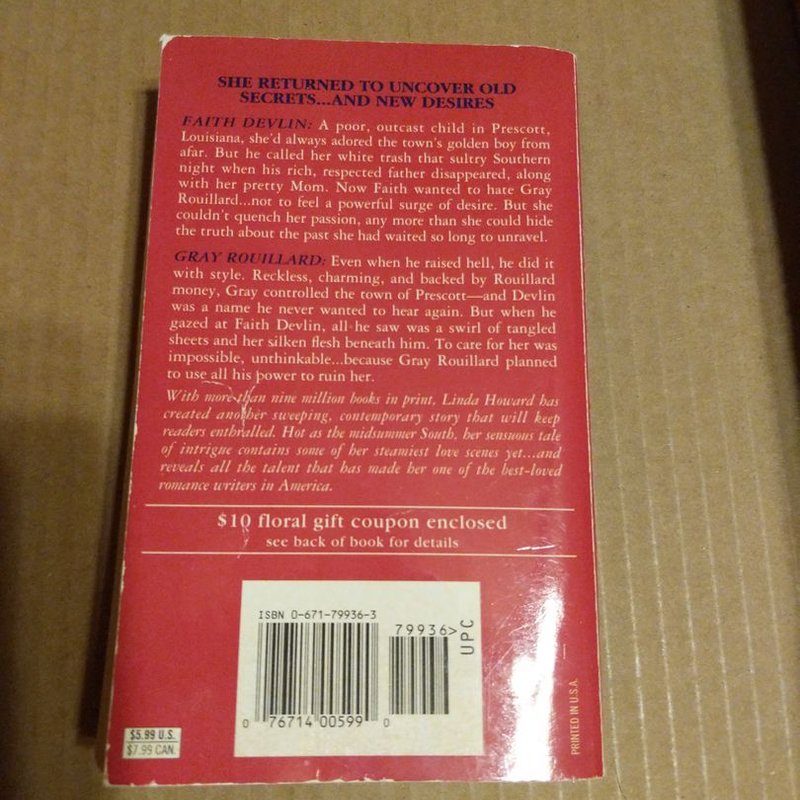 SHE RETURNED TO UNCOVER OLD
SECRETS...AND NEW DESIRES
FAITH DEVLIN: A poor, outcast child in Prescott,
Louisiana, she'd always adored the town's golden boy from
afar. But he called her white trash that sultry Southern
night when his rich, respected father disappeared, along
with her pretty Mom. Now Faith wanted to hate Gray
Rouillard...not to feel a powerful surge of desire. But she
couldn't quench her passion, any more than she could hide
the truth about the past she had waited so long to unravel.
GRAY ROUILLARD: Even when he raised hell, he did it
with style. Reckless, charming, and backed by Rouillard
money, Gray controlled the town of Prescott—and Devlin
was a name he never wanted to hear again. But when he
gazed at Faith Devlin, all he saw was a swirl of tangled
sheets and her silken flesh beneath him. To care for her was
impossible, unthinkable...because Gray Rouillard planned
to use all his power to ruin her.
With more than nine million books in print, Linda Howard has
created another sweeping, contemporary story that will keep
readers enthralled. Hot as the midsummer South, her sensuous tale
of intrigue contains some of her steamiest love scenes yet...and
reveals all the talent that has made her one of the best-loved
romance writers in America.
$10 floral gift coupon enclosed
see back of book for details
ISBN 0-671-79936-3
79936>
UPC
0 76714 00599 0
$5.99 U.S.
$7.99 CAN.
PRINTED IN U.S.A.